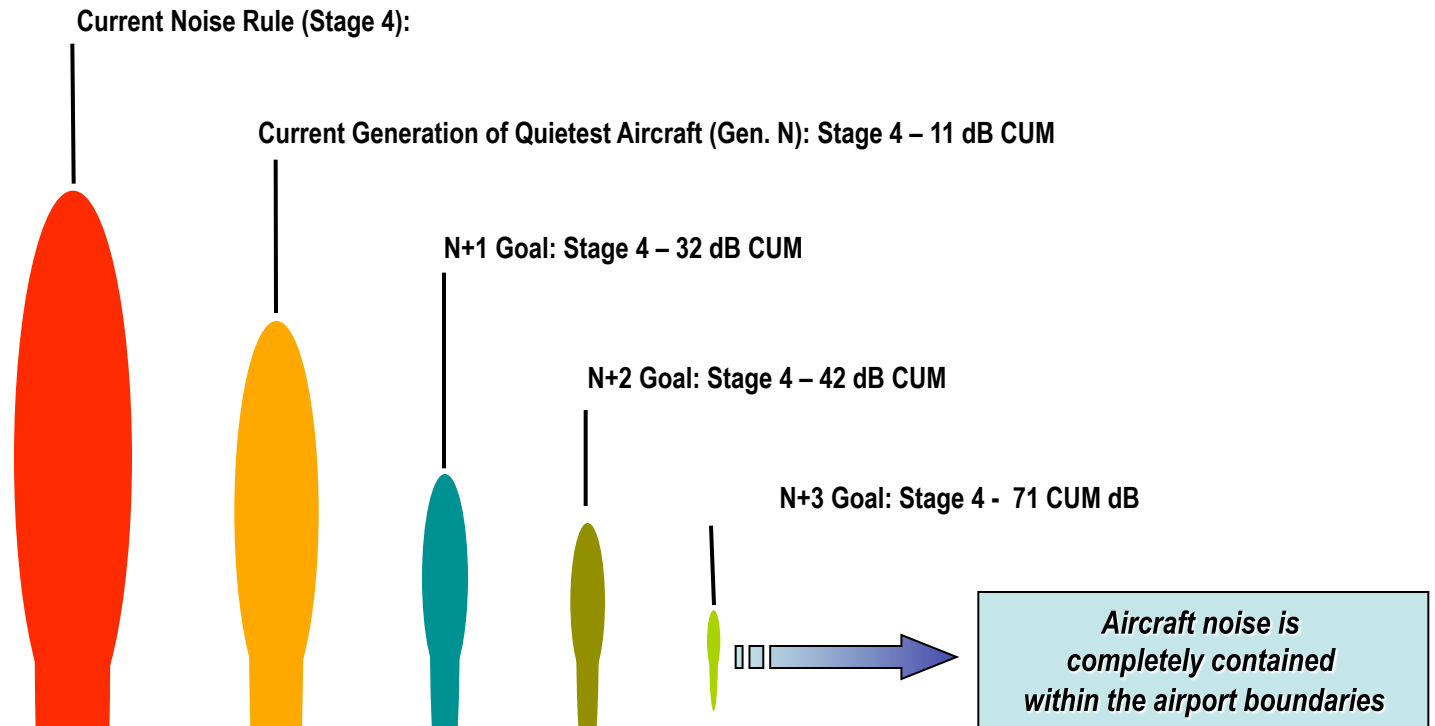 Current Noise Rule (Stage 4):
Current Generation of Quietest Aircraft (Gen. N): Stage 4 – 11 dB CUM
N+1 Goal: Stage 4 – 32 dB CUM
N+2 Goal: Stage 4 – 42 dB CUM
N+3 Goal: Stage 4 - 71 CUM dB
Aircraft noise is
completely contained
within the airport boundaries